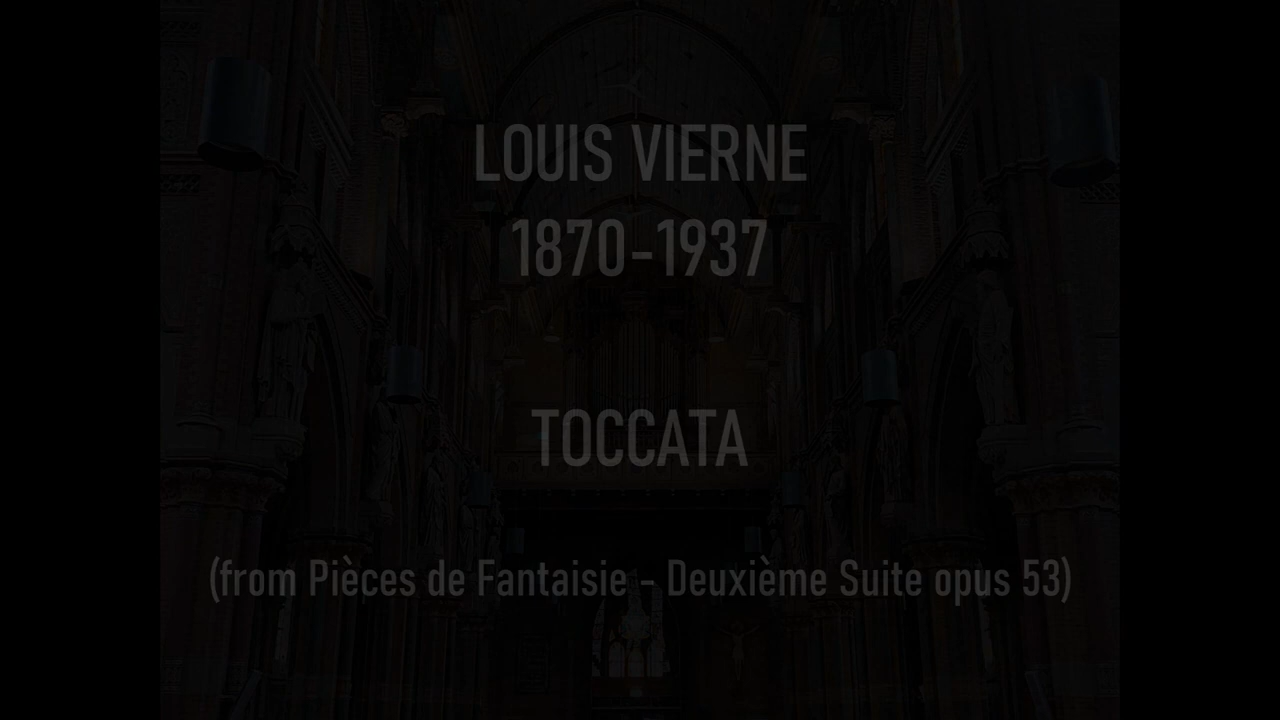 LOUIS VIERNE
1870-1937
TOCCATA
(from Pièces de Fantaisie - Deuxième Suite opus 53)